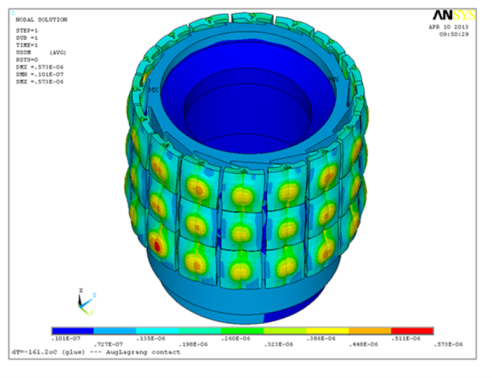 1
NODAL SOLUTION
ANSYS
APR 10 2013
09:50:29
STEP=1
SUB =1
TIME=1
USUM (AVG)
RSYS=0
DMX =.573E-06
SMN =.101E-07
SMX =.573E-06
MX
Z
.101E-07 .135E-06 .260E-06 .386E-06 .511E-06
.727E-07 .198E-06 .323E-06 .448E-06 .573E-06
dT=-161.2oC (glue) --- AugLagrang contact